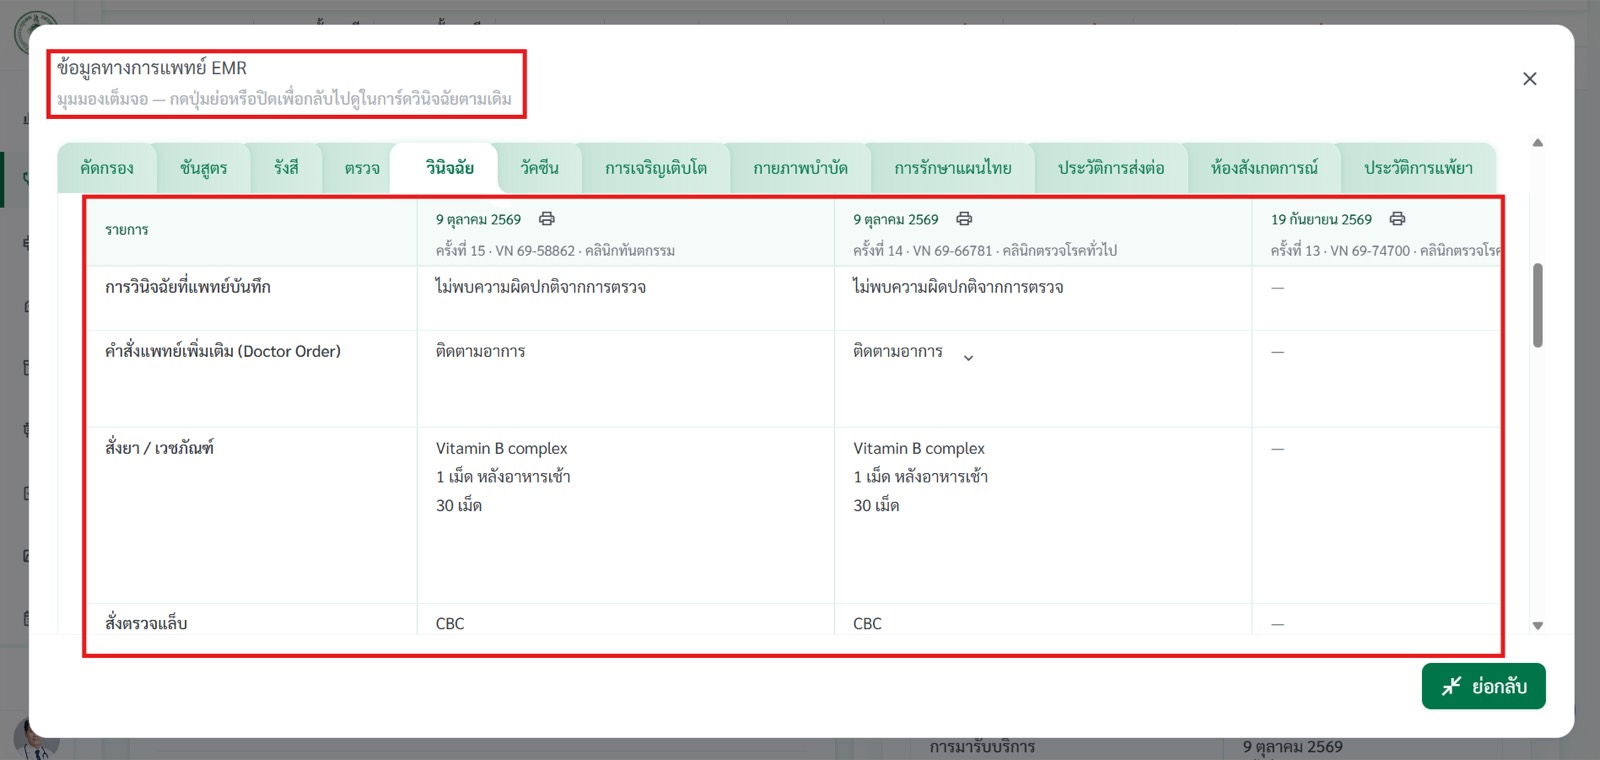 ข้อมูลทางการแพทย์ EMR
มุมมองเต็มจอ — กดปุ่มย่อหรือปิดเพื่อกลับไปดูในการ์ดวินิจฉัยตามเดิม
คัดกรอง ชันสูตร รังสี ตรวจ วินิจฉัย วัคซีน การเจริญเติบโต กายภาพบำบัด การรักษาแผนไทย ประวัติการส่งต่อ ห้องสังเกตการณ์ ประวัติการแพ้ยา
รายการ 9 ตุลาคม 2569 9 ตุลาคม 2569 19 กันยายน 2569
ครั้งที่ 15 · VN 69-58862 · คลินิกทันตกรรม ครั้งที่ 14 · VN 69-66781 · คลินิกตรวจโรคทั่วไป ครั้งที่ 13 · VN 69-74700 · คลินิกตรวจโรค
การวินิจฉัยที่แพทย์บันทึก ไม่พบความผิดปกติจากการตรวจ ไม่พบความผิดปกติจากการตรวจ —
คำสั่งแพทย์เพิ่มเติม (Doctor Order) ติดตามอาการ ติดตามอาการ —
สั่งยา / เวชภัณฑ์ Vitamin B complex Vitamin B complex —
1 เม็ด หลังอาหารเช้า 1 เม็ด หลังอาหารเช้า
30 เม็ด 30 เม็ด
สั่งตรวจแล็บ CBC CBC —
ย่อกลับ
การมารับบริการ 9 ตุลาคม 2569